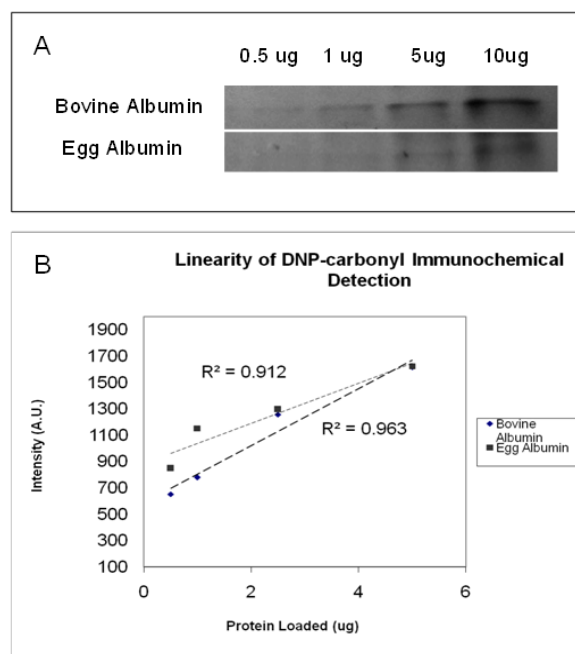 A
0.5 ug 1 ug 5ug 10ug
Bovine Albumin
Egg Albumin
B
Linearity of DNP-carbonyl Immunochemical
Detection
1900
1700
1500
1300
1100
900
700
500
300
100
R² = 0.912
R² = 0.963
Intensity (A.U.)
Bovine
Albumin
Egg Albumin
0 2 4 6
Protein Loaded (ug)